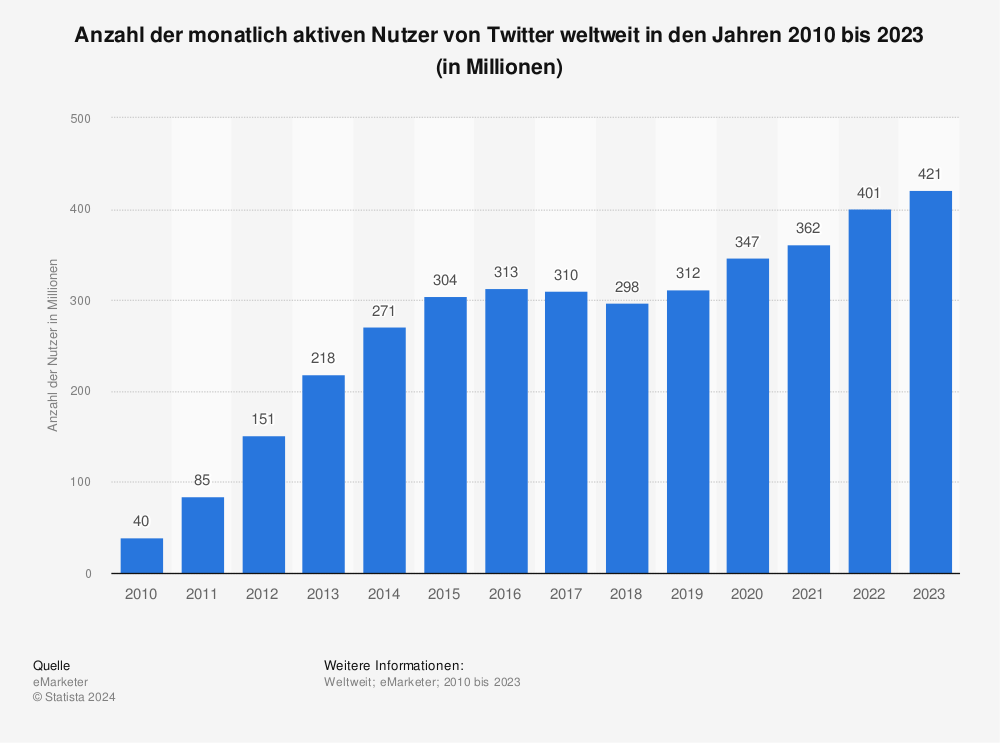 Anzahl der monatlich aktiven Nutzer von Twitter weltweit in den Jahren 2010 bis 2023
(in Millionen)
Anzahl der Nutzer in Millionen
500
400
300
200
100
0
40
85
151
218
271
304
313
310
298
312
347
362
401
421
2010 2011 2012 2013 2014 2015 2016 2017 2018 2019 2020 2021 2022 2023
Quelle
eMarketer
© Statista 2024
Weitere Informationen:
Weltweit; eMarketer; 2010 bis 2023